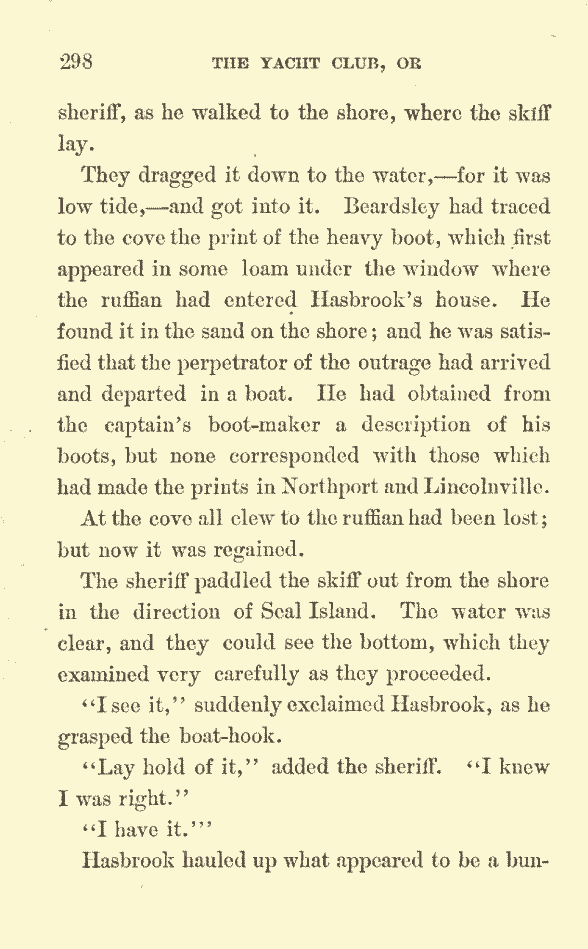 298 THE YACHT CLUB, OR
sheriff, as he walked to the shore, where the skiff
lay.
They dragged it down to the water,—for it was
low tide,—and got into it. Beardsley had traced
to the cove the print of the heavy boot, which first
appeared in some loam under the window where
the ruffian had entered Hasbrook's house. He
found it in the sand on the shore; and he was satis-
fied that the perpetrator of the outrage had arrived
and departed in a boat. He had obtained from
the captain's boot-maker a description of his
boots, but none corresponded with those which
had made the prints in Northport and Lincolnville.
At the cove all clew to the ruffian had been lost;
but now it was regained.
The sheriff paddled the skiff out from the shore
in the direction of Seal Island. The water was
clear, and they could see the bottom, which they
examined very carefully as they proceeded.
"I see it," suddenly exclaimed Hasbrook, as he
grasped the boat-hook.
"Lay hold of it," added the sheriff. "I knew
I was right."
"I have it.'"
Hasbrook hauled up what appeared to be a bun-